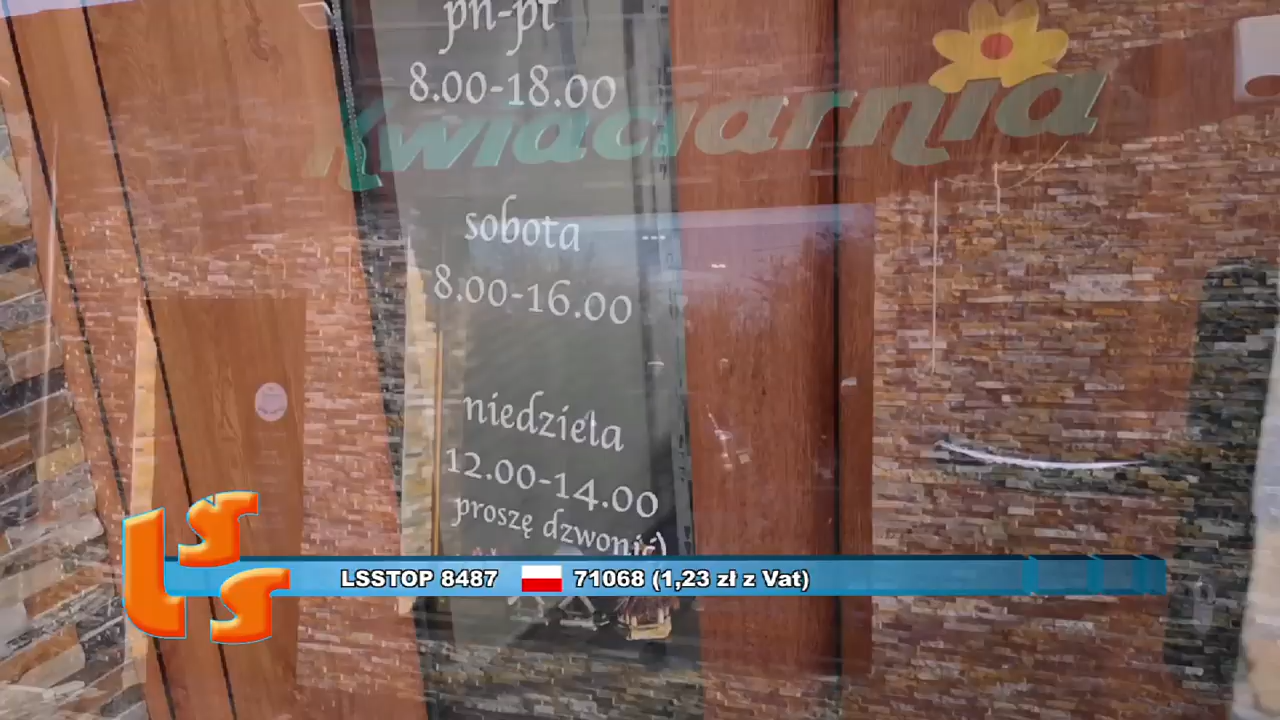 pn-pt
8.00-18.00
Kwiaciarnia
sobota
8.00-16.00
niedziela
12.00-14.00
proszę dzwonić)
LSS
LSSTOP 8487 71068 (1,23 zł z Vat)